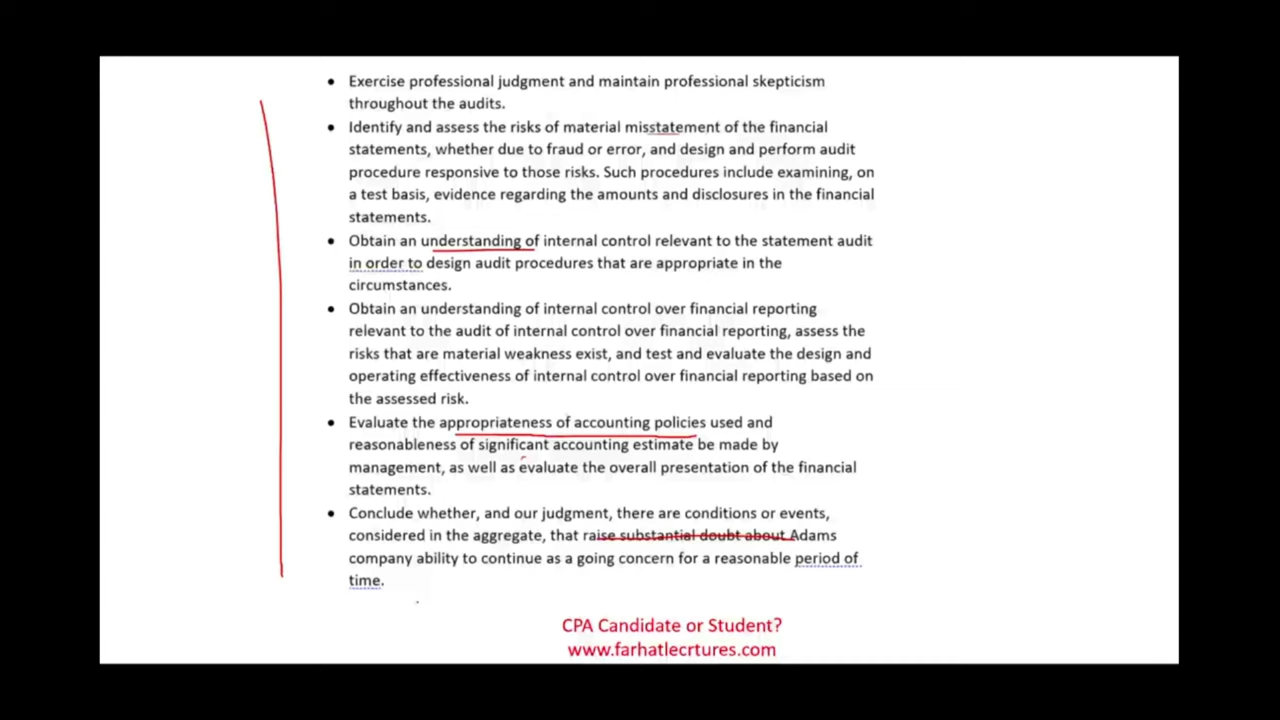 • Exercise professional judgment and maintain professional skepticism
throughout the audits.
• Identify and assess the risks of material misstatement of the financial
statements, whether due to fraud or error, and design and perform audit
procedure responsive to those risks. Such procedures include examining, on
a test basis, evidence regarding the amounts and disclosures in the financial
statements.
• Obtain an understanding of internal control relevant to the statement audit
in order to design audit procedures that are appropriate in the
circumstances.
• Obtain an understanding of internal control over financial reporting
relevant to the audit of internal control over financial reporting, assess the
risks that are material weakness exist, and test and evaluate the design and
operating effectiveness of internal control over financial reporting based on
the assessed risk.
• Evaluate the appropriateness of accounting policies used and
reasonableness of significant accounting estimate be made by
management, as well as evaluate the overall presentation of the financial
statements.
• Conclude whether, and our judgment, there are conditions or events,
considered in the aggregate, that raise substantial doubt about Adams
company ability to continue as a going concern for a reasonable period of
time.
CPA Candidate or Student?
www.farhatlecrtures.com